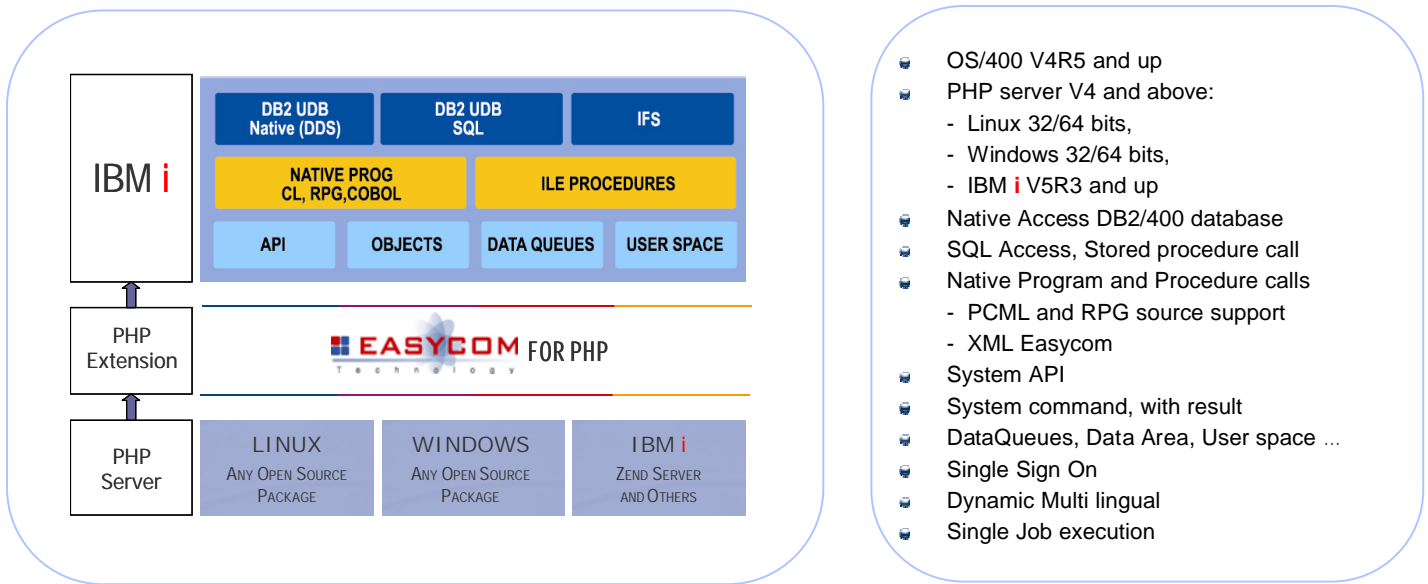 IBM i
DB2 UDB
Native (DDS)
DB2 UDB
SQL
IFS
NATIVE PROG
CL, RPG,COBOL
ILE PROCEDURES
API
OBJECTS
DATA QUEUES
USER SPACE
PHP
Extension
EASYCOM FOR PHP
Technology
PHP
Server
LINUX
ANY OPEN SOURCE
PACKAGE
WINDOWS
ANY OPEN SOURCE
PACKAGE
IBM i
ZEND SERVER
AND OTHERS
OS/400 V4R5 and up
PHP server V4 and above:
- Linux 32/64 bits,
- Windows 32/64 bits,
- IBM i V5R3 and up
Native Access DB2/400 database
SQL Access, Stored procedure call
Native Program and Procedure calls
- PCML and RPG source support
- XML Easycom
System API
System command, with result
DataQueues, Data Area, User space ...
Single Sign On
Dynamic Multi lingual
Single Job execution